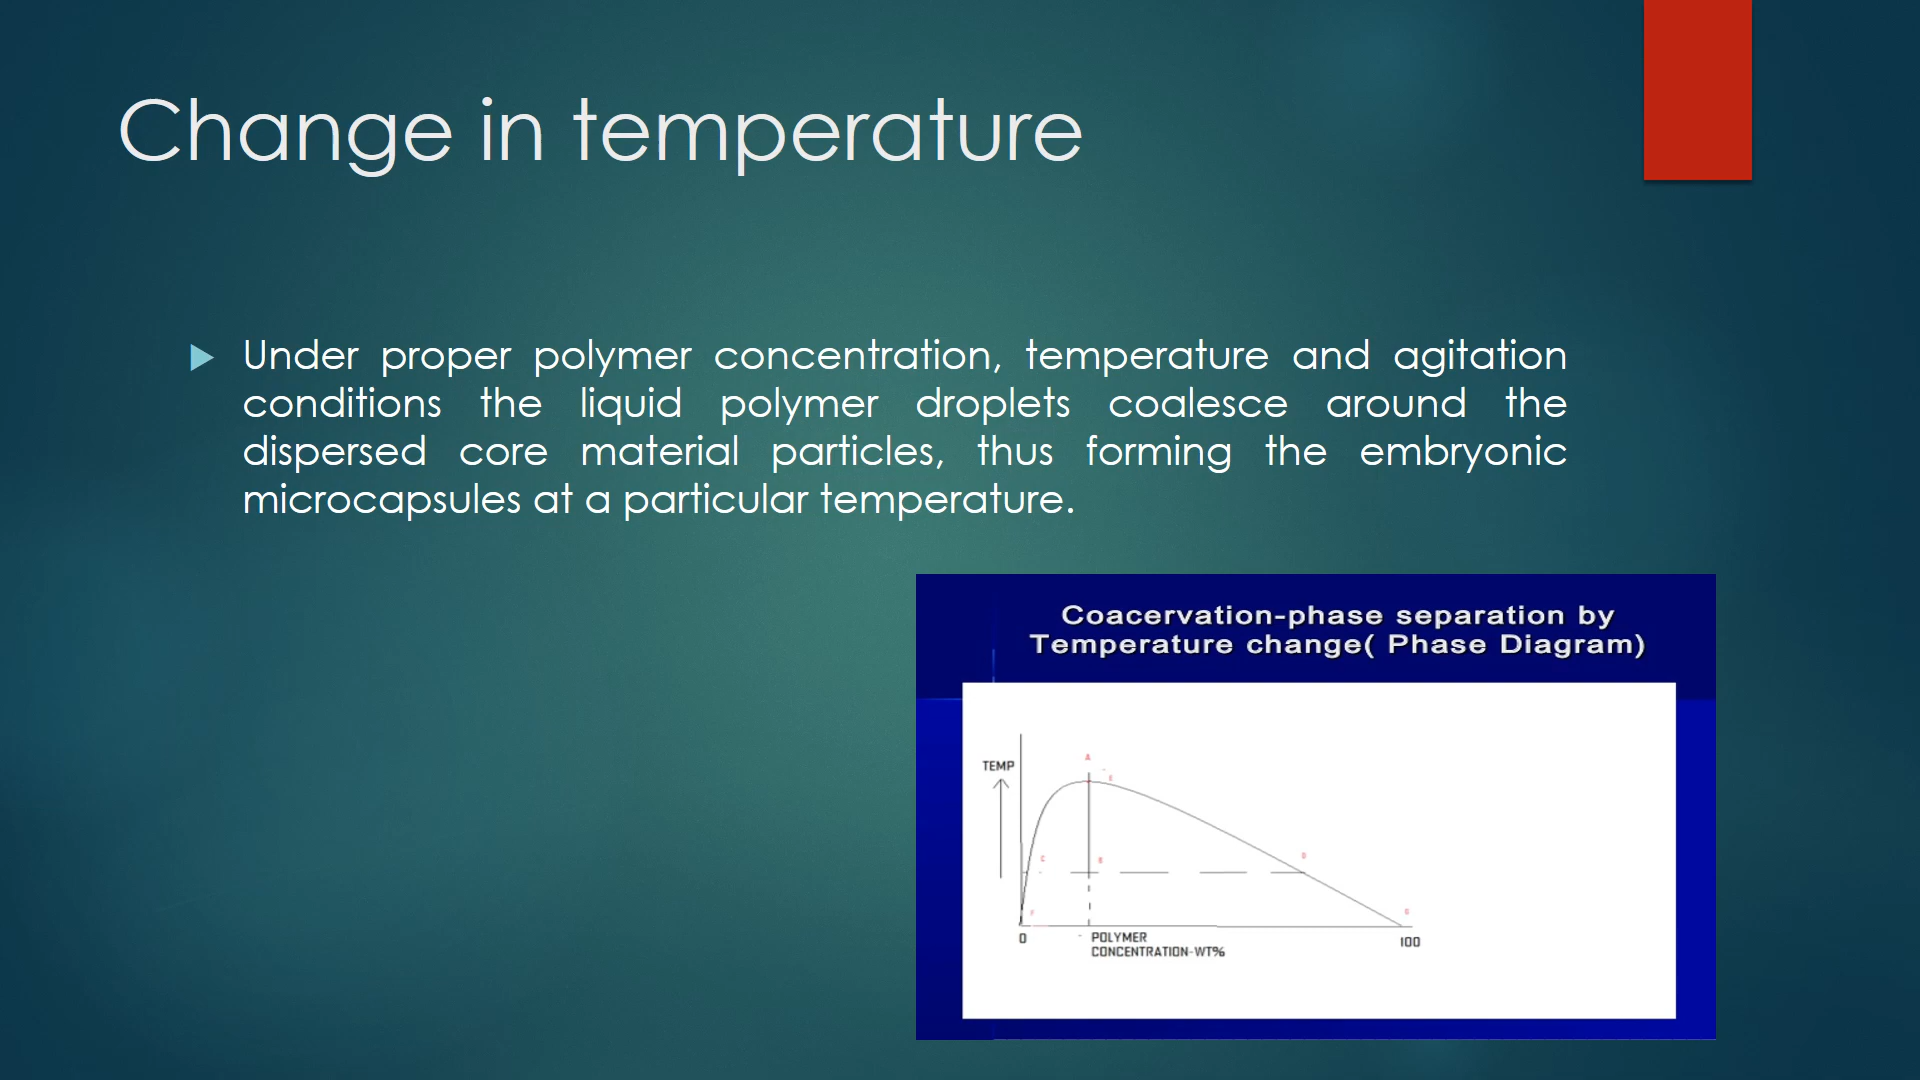 Change in temperature
Under proper polymer concentration, temperature and agitation
conditions the liquid polymer droplets coalesce around the
dispersed core material particles, thus forming the embryonic
microcapsules at a particular temperature.
Coacervation-phase separation by
Temperature change( Phase Diagram)
TEMP
A
E
C
B
D
F
0
POLYMER
CONCENTRATION-WT%
100